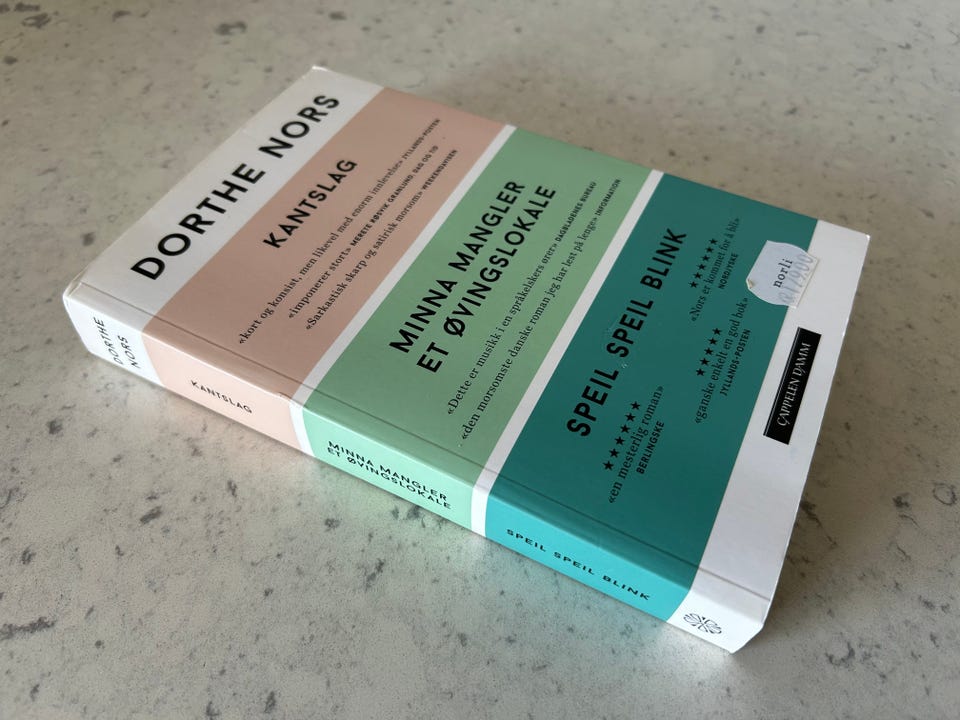 DORTHE NORS
KANTSLAG
«kort og konsist, men likevel med enorm innlevelse» JYLLANDS-POSTEN
«imponerer stort» MERETE RØSVIK GRANLUND, DAG OG TID
«Sarkastisk skarp og satirisk morsom» WEEKENDAVISEN
MINNA MANGLER
ET ØVINGSLOKALE
«Dette er musikk i en språkelskers ører» DAGBLADENES BUREAU
«den morsomste danske roman jeg har lest på lenge» INFORMATION
SPEIL SPEIL BLINK
★★★★★★
«en mesterlig roman»
BERLINGSKE
★★★★★
«ganske enkelt en god bok»
JYLLANDS-POSTEN
★★★★★★
«Nors er kommet for å bli»
NORDJYSKE
norli
179,00
CAPPELEN DAMM
DORTHE
NORS
KANTSLAG
MINNA MANGLER
ET ØVINGSLOKALE
SPEIL SPEIL BLINK